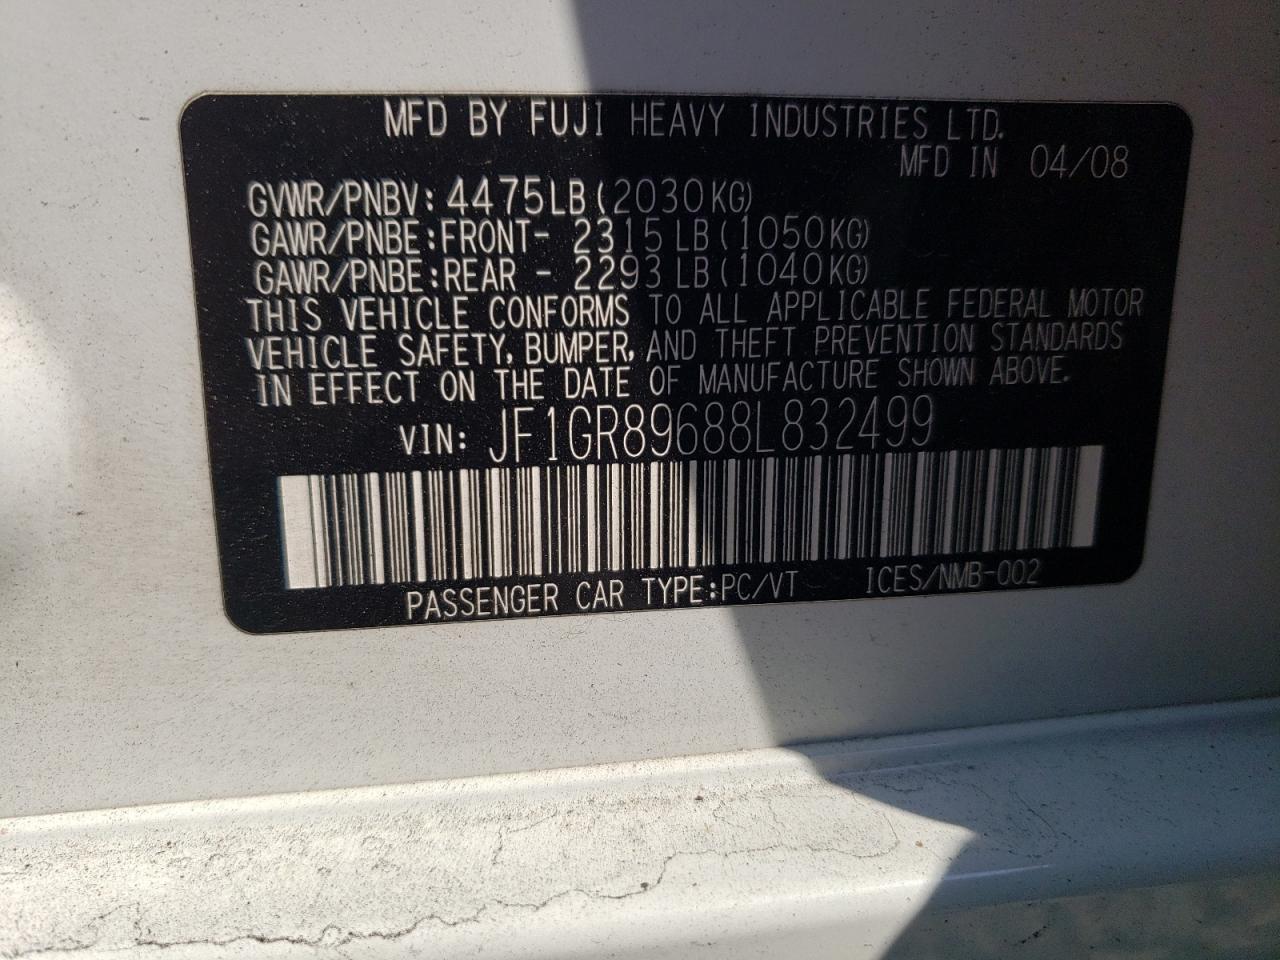 MFD BY FUJI HEAVY INDUSTRIES LTD.
MFD IN 04/08
GVWR/PNBV: 4475LB(2030KG)
GAWR/PNBE:FRONT- 2315LB(1050KG)
GAWR/PNBE:REAR - 2293LB(1040KG)
THIS VEHICLE CONFORMS TO ALL APPLICABLE FEDERAL MOTOR
VEHICLE SAFETY, BUMPER, AND THEFT PREVENTION STANDARDS
IN EFFECT ON THE DATE OF MANUFACTURE SHOWN ABOVE.
VIN: JF1GR89688L832499
PASSENGER CAR TYPE:PC/VT ICES/NMB-002